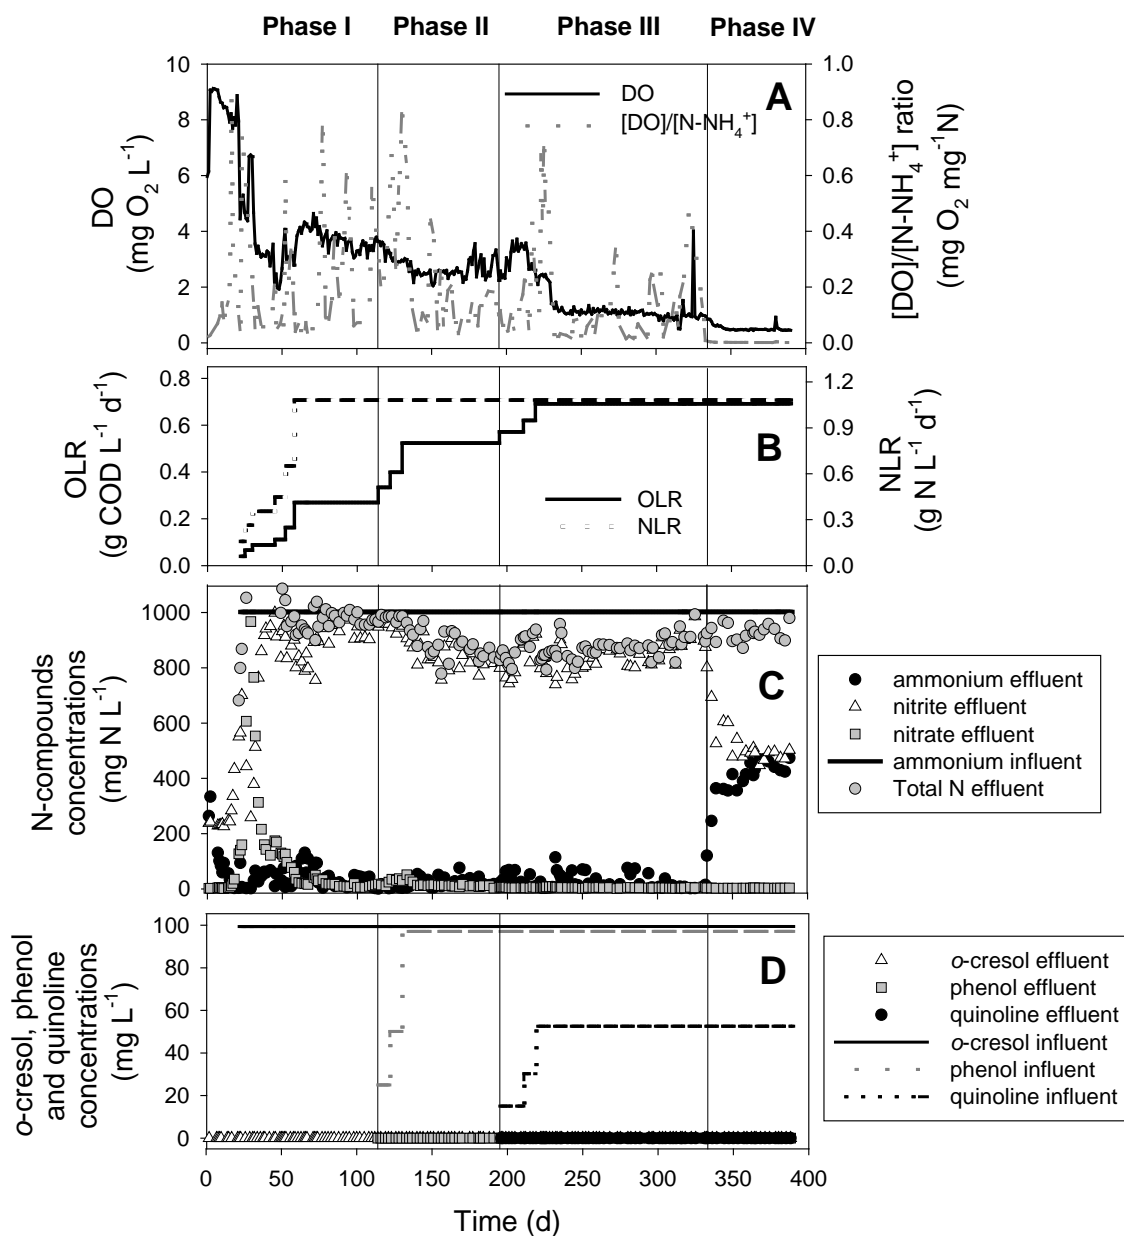 Phase I Phase II Phase III Phase IV
A
DO
[DO]/[N-NH4+]
10
8
6
4
2
0
DO
(mg O2 L-1)
1.0
0.8
0.6
0.4
0.2
0.0
[DO]/[N-NH4+] ratio
(mg O2 mg-1N)
B
OLR
NLR
0.8
0.6
0.4
0.2
0.0
OLR
(g COD L-1 d-1)
1.2
0.9
0.6
0.3
0.0
NLR
(g N L-1 d-1)
C
1000
800
600
400
200
0
N-compounds
concentrations
(mg N L-1)
ammonium effluent
nitrite effluent
nitrate effluent
ammonium influent
Total N effluent
D
100
80
60
40
20
0
o-cresol, phenol
and quinoline
concentrations
(mg L-1)
o-cresol effluent
phenol effluent
quinoline effluent
o-cresol influent
phenol influent
quinoline influent
0 50 100 150 200 250 300 350 400
Time (d)